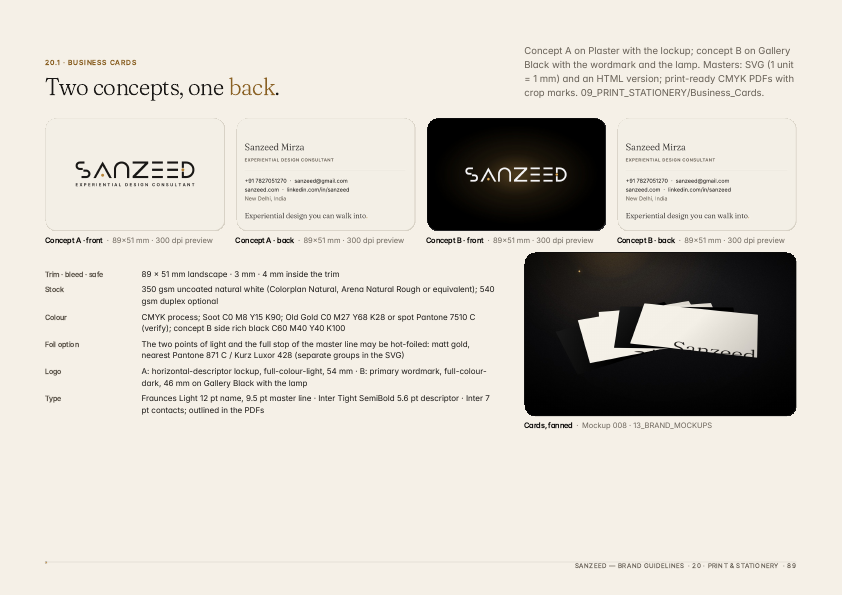 20.1 · BUSINESS CARDS
Two concepts, one back.
Concept A on Plaster with the lockup; concept B on Gallery
Black with the wordmark and the lamp. Masters: SVG (1 unit
= 1 mm) and an HTML version; print-ready CMYK PDFs with
crop marks. 09_PRINT_STATIONERY/Business_Cards.
SANZEED
EXPERIENTIAL DESIGN CONSULTANT
Sanzeed Mirza
EXPERIENTIAL DESIGN CONSULTANT
+91 7827051270 · sanzeed@gmail.com
sanzeed.com · linkedin.com/in/sanzeed
New Delhi, India
Experiential design you can walk into.
SANZEED
Sanzeed Mirza
EXPERIENTIAL DESIGN CONSULTANT
+91 7827051270 · sanzeed@gmail.com
sanzeed.com · linkedin.com/in/sanzeed
New Delhi, India
Experiential design you can walk into.
Concept A · front · 89×51 mm · 300 dpi preview
Concept A · back · 89×51 mm · 300 dpi preview
Concept B · front · 89×51 mm · 300 dpi preview
Concept B · back · 89×51 mm · 300 dpi preview
Trim · bleed · safe 89 × 51 mm landscape · 3 mm · 4 mm inside the trim
Stock 350 gsm uncoated natural white (Colorplan Natural, Arena Natural Rough or equivalent); 540
gsm duplex optional
Colour CMYK process; Soot C0 M8 Y15 K90; Old Gold C0 M27 Y68 K28 or spot Pantone 7510 C
(verify); concept B side rich black C60 M40 Y40 K100
Foil option The two points of light and the full stop of the master line may be hot-foiled: matt gold,
nearest Pantone 871 C / Kurz Luxor 428 (separate groups in the SVG)
Logo A: horizontal-descriptor lockup, full-colour-light, 54 mm · B: primary wordmark, full-colour-
dark, 46 mm on Gallery Black with the lamp
Type Fraunces Light 12 pt name, 9.5 pt master line · Inter Tight SemiBold 5.6 pt descriptor · Inter 7
pt contacts; outlined in the PDFs
Sanzeed
Cards, fanned · Mockup 008 · 13_BRAND_MOCKUPS
SANZEED — BRAND GUIDELINES · 20 · PRINT & STATIONERY · 89